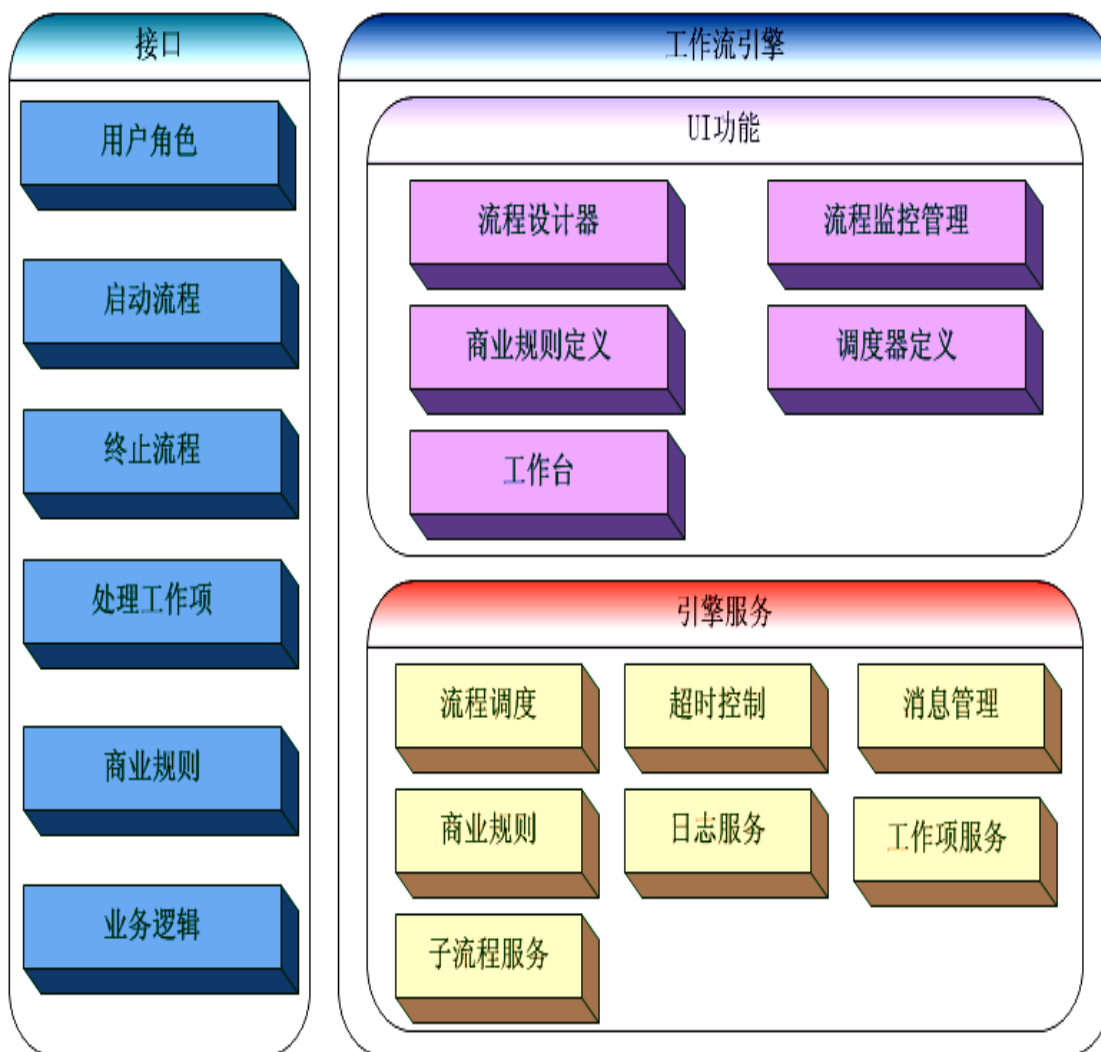 接口
用户角色
启动流程
终止流程
处理工作项
商业规则
业务逻辑
工作流引擎
UI功能
流程设计器
流程监控管理
商业规则定义
调度器定义
工作台
引擎服务
流程调度
超时控制
消息管理
商业规则
日志服务
工作项服务
子流程服务